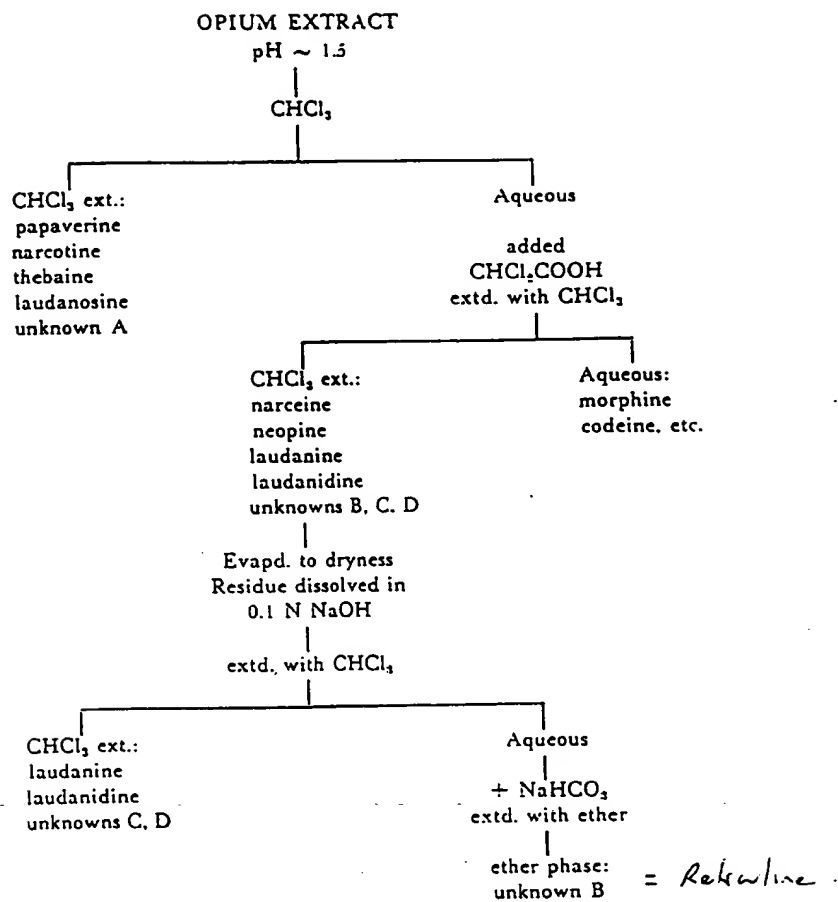 OPIUM EXTRACT
pH ~ 1.5
CHCl₃
CHCl₃ ext.:
papaverine
narcotine
thebaine
laudanosine
unknown A
Aqueous
added
CHCl₂COOH
extd. with CHCl₃
CHCl₃ ext.:
narceine
neopine
laudanine
laudanidine
unknowns B, C, D
Aqueous:
morphine
codeine, etc.
Evapd. to dryness
Residue dissolved in
0.1 N NaOH
extd. with CHCl₃
CHCl₃ ext.:
laudanine
laudanidine
unknowns C, D
Aqueous
+ NaHCO₃
extd. with ether
ether phase:
unknown B =